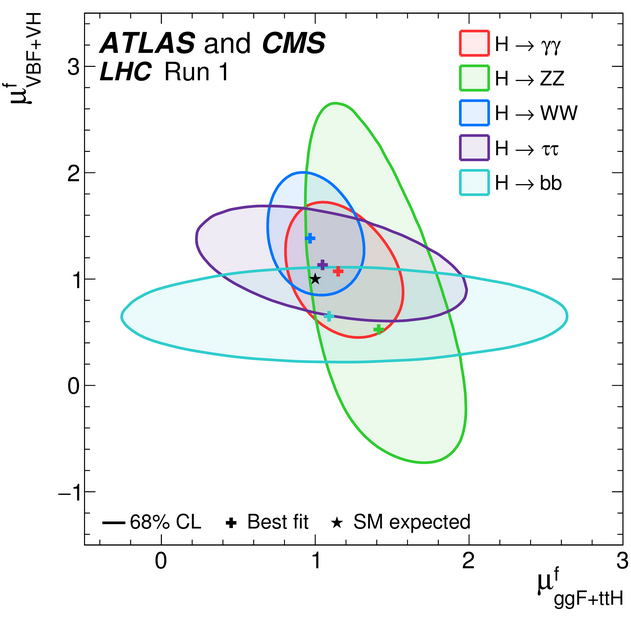 ATLAS and CMS
LHC Run 1
H → γγ
H → ZZ
H → WW
H → ττ
H → bb
μ^f_VBF+VH
3
2
1
0
−1
68% CL
Best fit
SM expected
0
1
2
3
μ^f_ggF+ttH